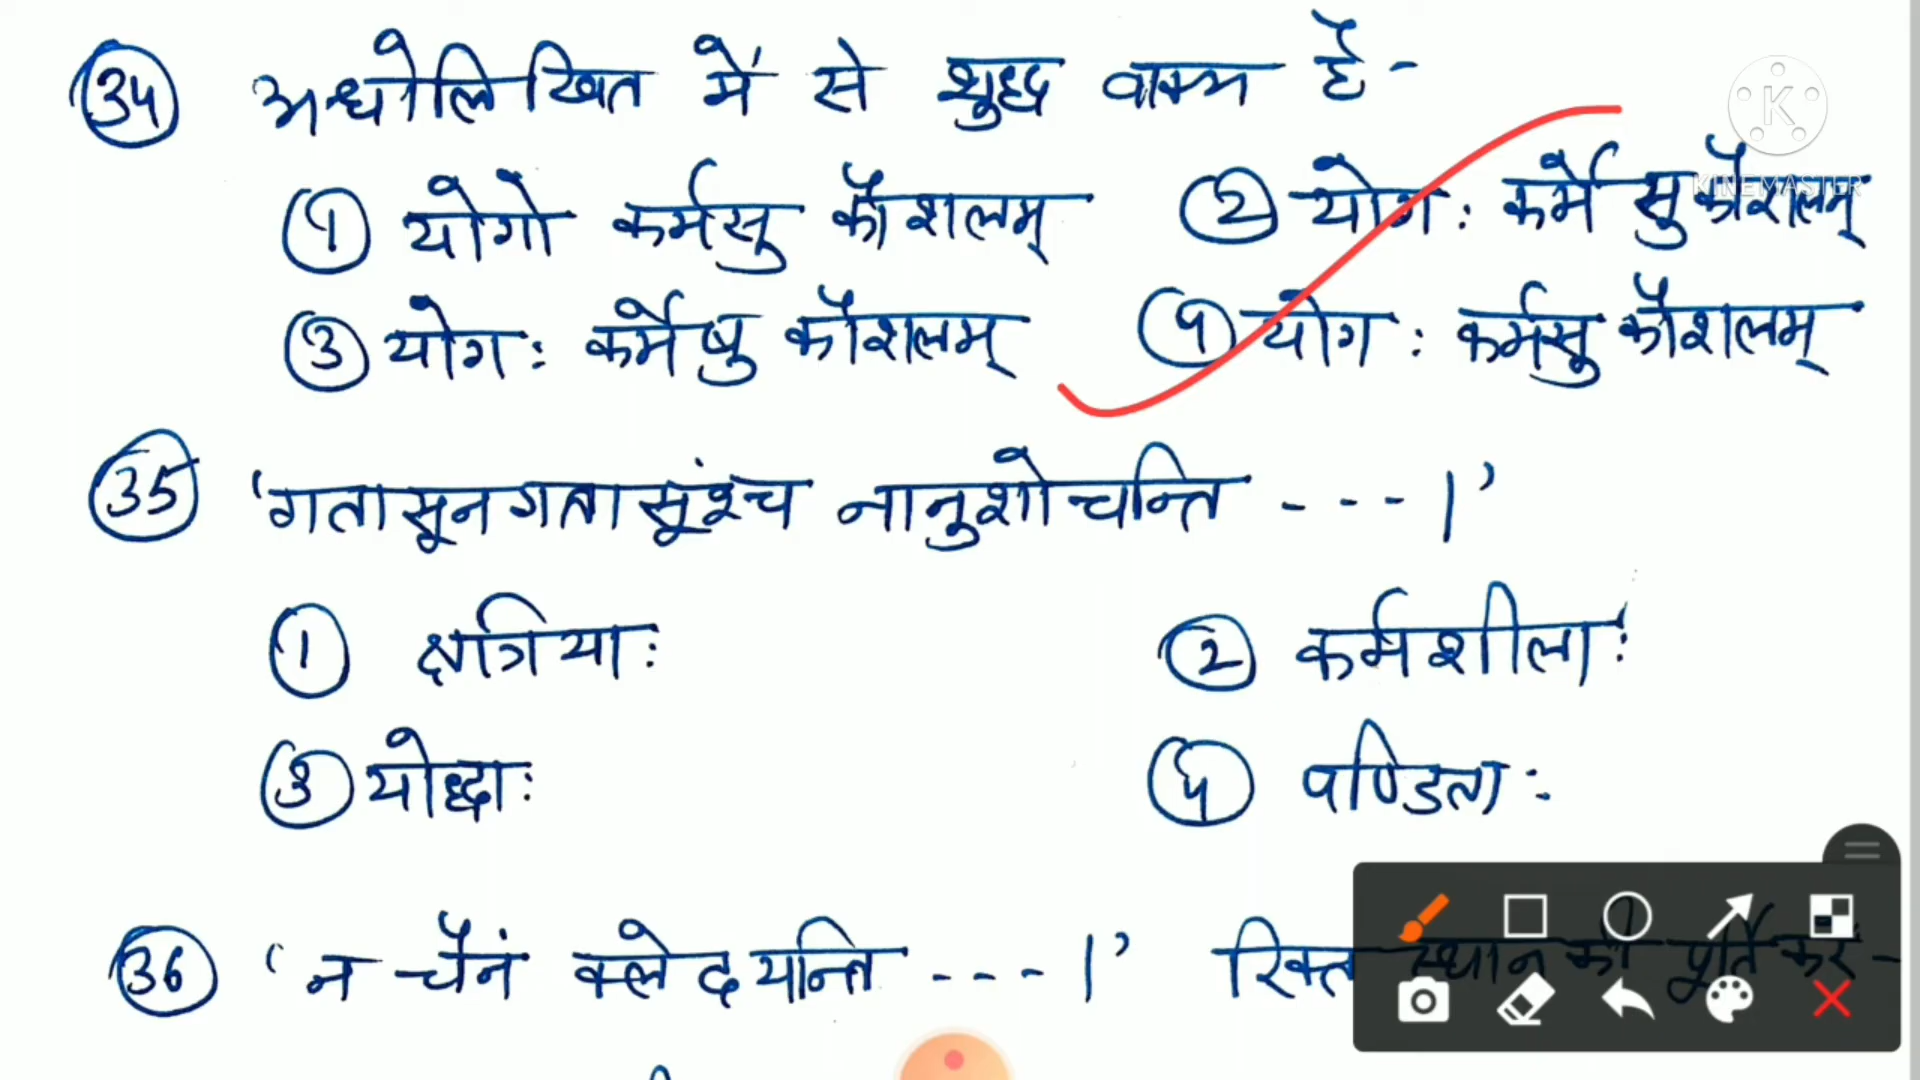 34 अधोलिखित में से शुद्ध वाक्य है -
1 योगो कर्मसु कौशलम् 2 योग: कर्मे सुकौशलम्
3 योग: कर्मेषु कौशलम् 4 योग: कर्मसु कौशलम्
35 'गतासूनगतासूंश्च नानुशोचन्ति ----।'
1 क्षत्रिया: 2 कर्मशीला:
3 योद्धा: 4 पण्डिता:
36 'न चैनं क्लेदयन्ति ----।' रिक्त स्थान की पूर्ति करें -
K
KINEMASTER